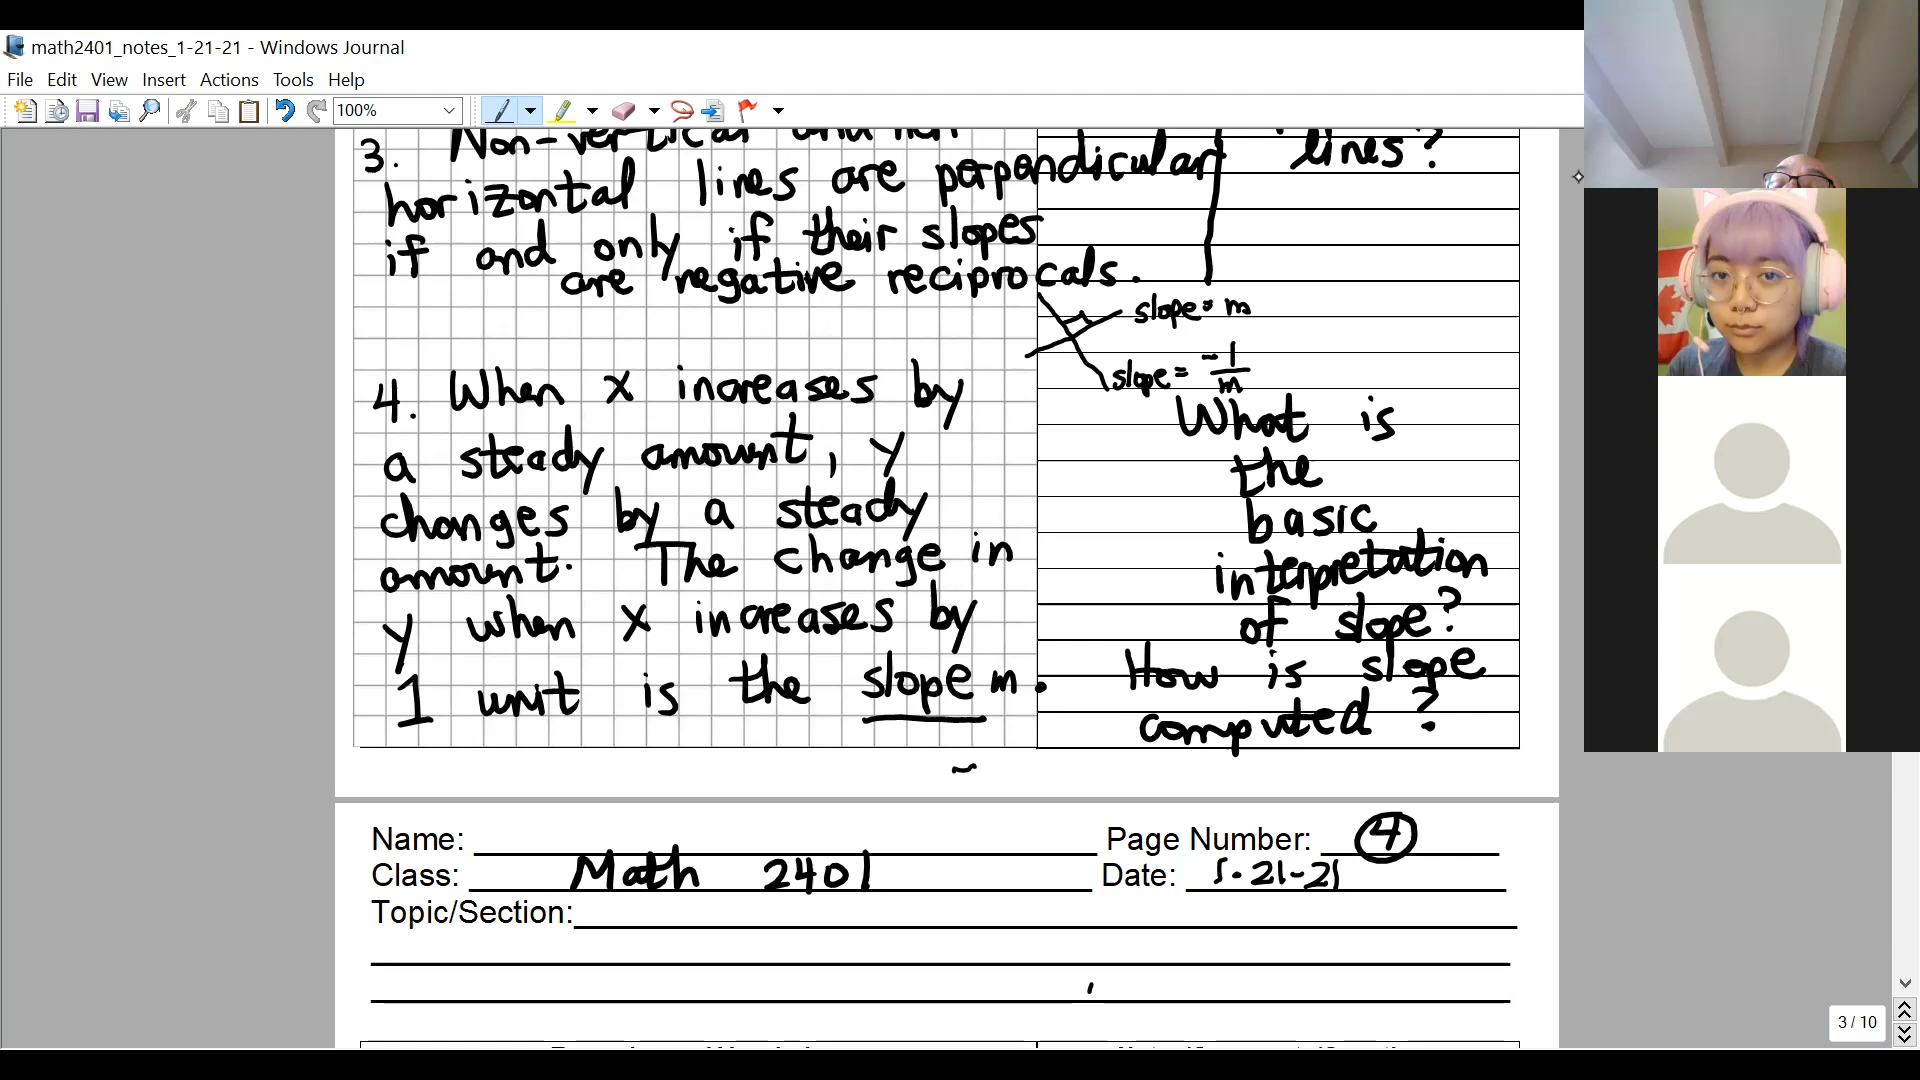 math2401_notes_1-21-21 - Windows Journal
File Edit View Insert Actions Tools Help
100%
3. Non-vertical and non
horizontal lines are perpendicular
if and only if their slopes
are negative reciprocals.
lines?
slope = m
slope = -1/m
4. When x increases by
a steady amount, y
changes by a steady
amount. The change in
y when x increases by
1 unit is the slope m.
What is
the
basic
interpretation
of slope?
How is slope
computed?
Name: Page Number: 4
Class: Math 2401 Date: 1-21-21
Topic/Section:
3 / 10